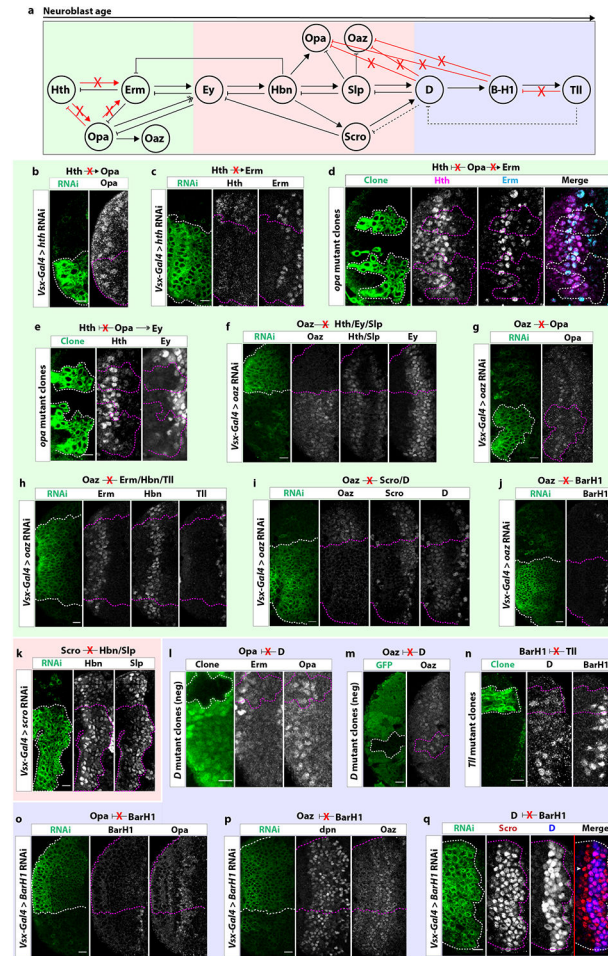 Neuroblast age
a
Opa
Oaz
Hth
Erm
Ey
Hbn
Slp
D
B-H1
Tll
Opa
Oaz
Scro
b
Hth X Opa
RNAi Opa
Vsx-Gal4 > hth RNAi
c
Hth X Erm
RNAi Hth Erm
Vsx-Gal4 > hth RNAi
d
Hth X Opa X Erm
Clone Hth Erm Merge
opa mutant clones
e
Hth X Opa Ey
Clone Hth Ey
opa mutant clones
f
Oaz X Hth/Ey/Slp
RNAi Oaz Hth/Slp Ey
Vsx-Gal4 > oaz RNAi
g
Oaz X Opa
RNAi Opa
Vsx-Gal4 > oaz RNAi
h
Oaz X Erm/Hbn/Tll
RNAi Erm Hbn Tll
Vsx-Gal4 > oaz RNAi
i
Oaz X Scro/D
RNAi Oaz Scro D
Vsx-Gal4 > oaz RNAi
j
Oaz X BarH1
RNAi BarH1
Vsx-Gal4 > oaz RNAi
k
Scro X Hbn/Slp
RNAi Hbn Slp
Vsx-Gal4 > scro RNAi
l
Opa X D
Clone Erm Opa
D mutant clones (neg)
m
Oaz X D
GFP Oaz
D mutant clones (neg)
n
BarH1 X Tll
Clone D BarH1
Tll mutant clones
o
Opa X BarH1
RNAi BarH1 Opa
Vsx-Gal4 > BarH1 RNAi
p
Oaz X BarH1
RNAi dpn Oaz
Vsx-Gal4 > BarH1 RNAi
q
D X BarH1
RNAi Scro D Merge
Vsx-Gal4 > BarH1 RNAi